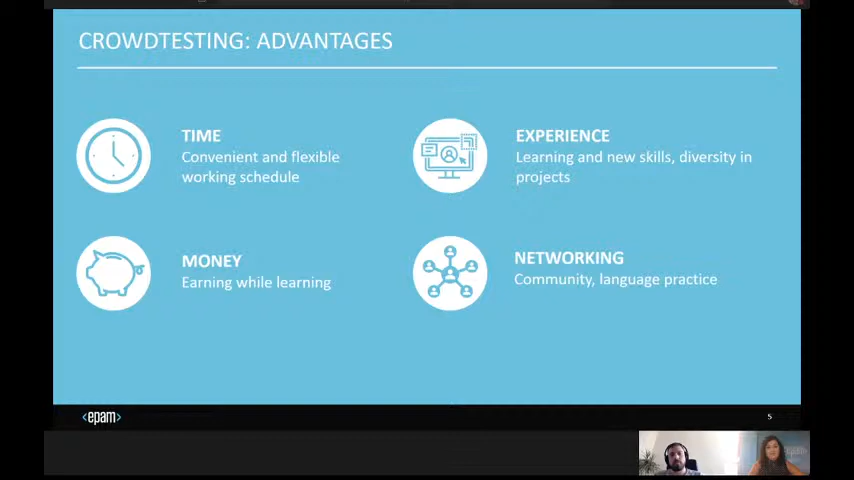 CROWDTESTING: ADVANTAGES
TIME
Convenient and flexible
working schedule
EXPERIENCE
Learning and new skills, diversity in
projects
MONEY
Earning while learning
NETWORKING
Community, language practice
<epam>
5